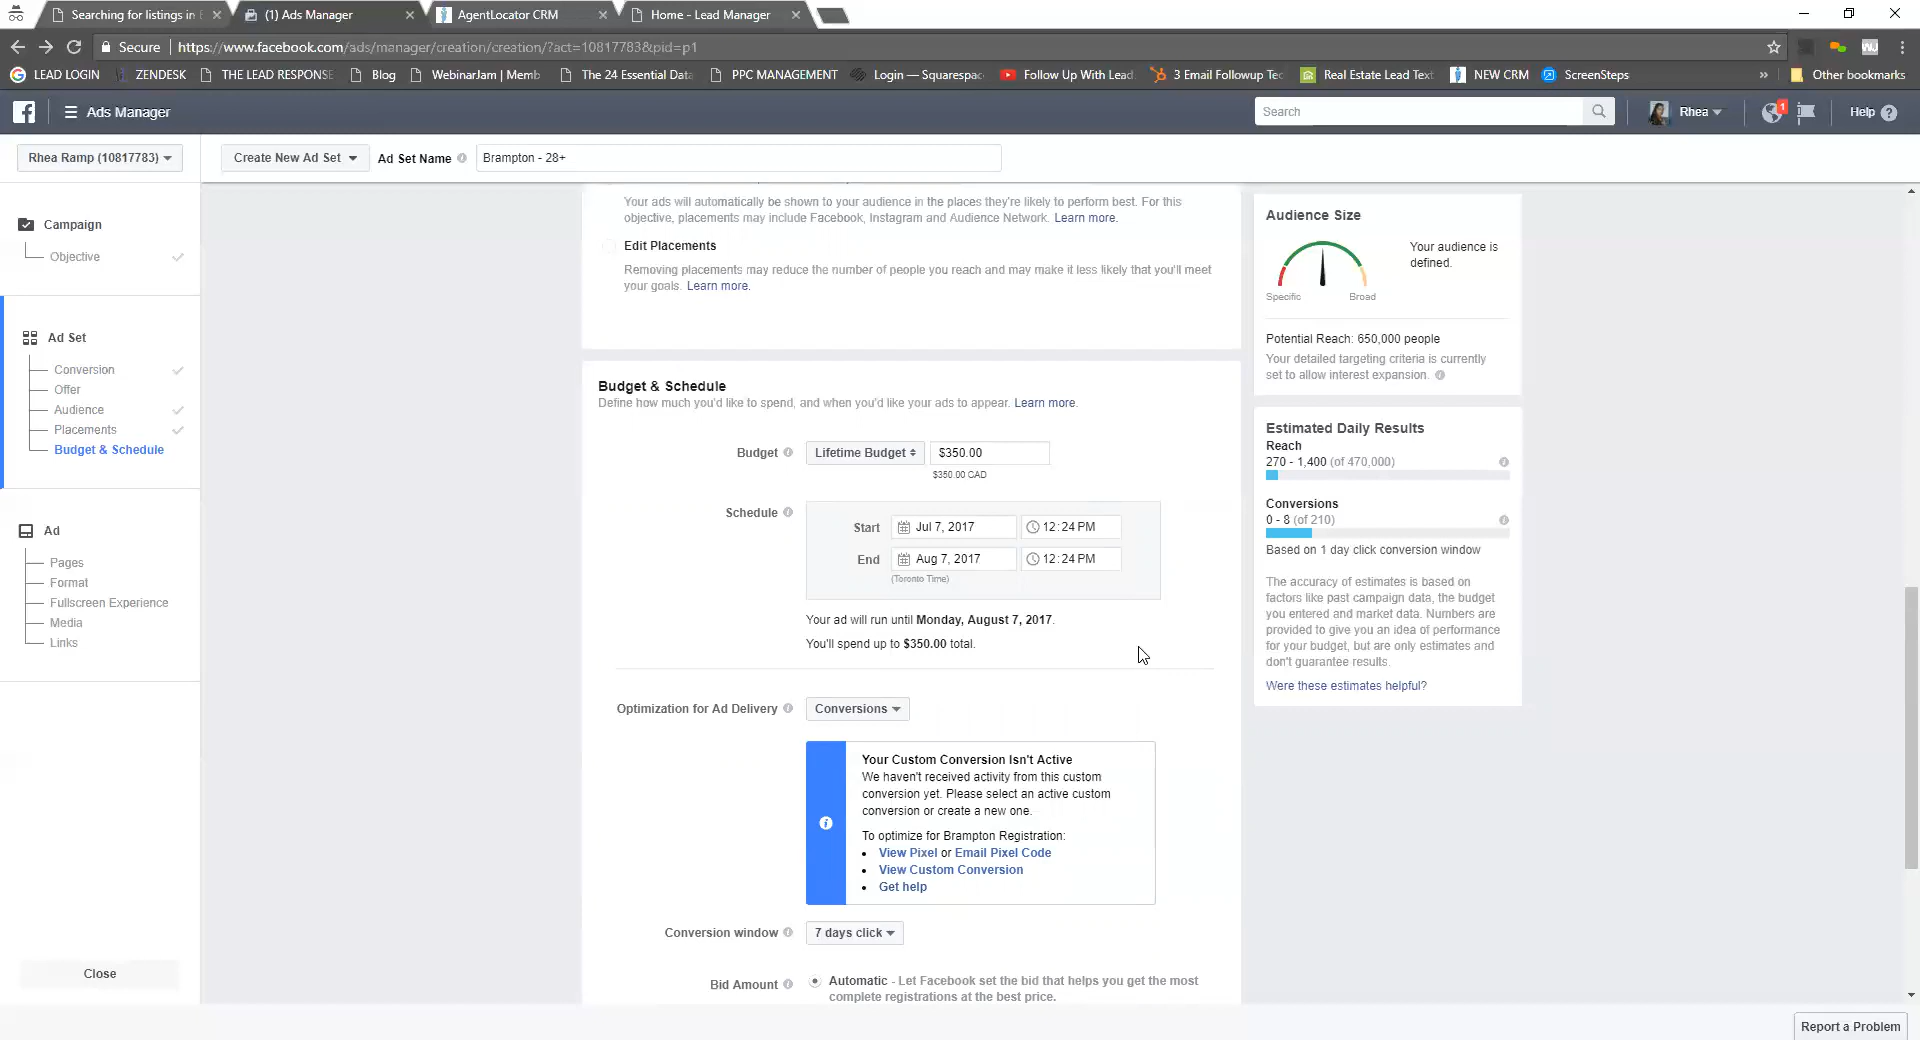 Searching for listings in
(1) Ads Manager
AgentLocator CRM
Home - Lead Manager
Secure
https://www.facebook.com/ads/manager/creation/creation/?act=10817783&pid=p1
LEAD LOGIN
ZENDESK
THE LEAD RESPONSE
Blog
WebinarJam | Memb
The 24 Essential Data
PPC MANAGEMENT
Login — Squarespac
Follow Up With Lead
3 Email Followup Tec
Real Estate Lead Text
NEW CRM
ScreenSteps
»
Other bookmarks
Ads Manager
Search
Rhea
1
Help
Rhea Ramp (10817783)
Create New Ad Set
Ad Set Name
Brampton - 28+
Campaign
Objective
Ad Set
Conversion
Offer
Audience
Placements
Budget & Schedule
Ad
Pages
Format
Fullscreen Experience
Media
Links
Close
Your ads will automatically be shown to your audience in the places they're likely to perform best. For this
objective, placements may include Facebook, Instagram and Audience Network. Learn more.
Edit Placements
Removing placements may reduce the number of people you reach and may make it less likely that you'll meet
your goals. Learn more.
Budget & Schedule
Define how much you'd like to spend, and when you'd like your ads to appear. Learn more.
Budget
Lifetime Budget
$350.00
$350.00 CAD
Schedule
Start
Jul 7, 2017
12:24 PM
End
Aug 7, 2017
12:24 PM
(Toronto Time)
Your ad will run until Monday, August 7, 2017.
You'll spend up to $350.00 total.
Optimization for Ad Delivery
Conversions
Your Custom Conversion Isn't Active
We haven't received activity from this custom
conversion yet. Please select an active custom
conversion or create a new one.
To optimize for Brampton Registration:
• View Pixel or Email Pixel Code
• View Custom Conversion
• Get help
Conversion window
7 days click
Bid Amount
Automatic - Let Facebook set the bid that helps you get the most
complete registrations at the best price.
Audience Size
Your audience is
defined.
Specific
Broad
Potential Reach: 650,000 people
Your detailed targeting criteria is currently
set to allow interest expansion.
Estimated Daily Results
Reach
270 - 1,400 (of 470,000)
Conversions
0 - 8 (of 210)
Based on 1 day click conversion window
The accuracy of estimates is based on
factors like past campaign data, the budget
you entered and market data. Numbers are
provided to give you an idea of performance
for your budget, but are only estimates and
don't guarantee results.
Were these estimates helpful?
Report a Problem